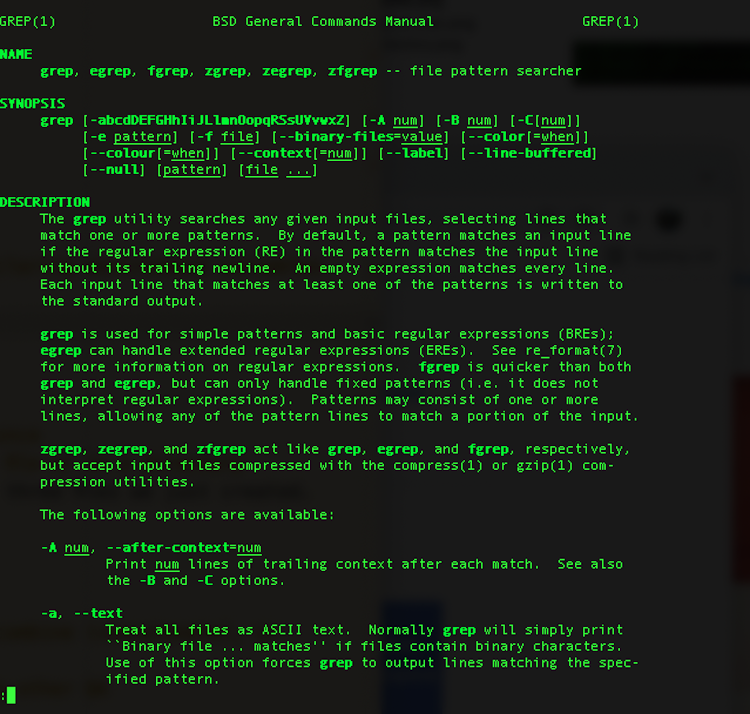 GREP(1) BSD General Commands Manual GREP(1)
NAME
grep, egrep, fgrep, zgrep, zegrep, zfgrep -- file pattern searcher
SYNOPSIS
grep [-abcdDEFGHhIiJLlmnOopqRSsUVvwxZ] [-A num] [-B num] [-C[num]]
[-e pattern] [-f file] [--binary-files=value] [--color[=when]]
[--colour[=when]] [--context[=num]] [--label] [--line-buffered]
[--null] [pattern] [file ...]
DESCRIPTION
The grep utility searches any given input files, selecting lines that
match one or more patterns.  By default, a pattern matches an input line
if the regular expression (RE) in the pattern matches the input line
without its trailing newline.  An empty expression matches every line.
Each input line that matches at least one of the patterns is written to
the standard output.
grep is used for simple patterns and basic regular expressions (BREs);
egrep can handle extended regular expressions (EREs).  See re_format(7)
for more information on regular expressions.  fgrep is quicker than both
grep and egrep, but can only handle fixed patterns (i.e. it does not
interpret regular expressions).  Patterns may consist of one or more
lines, allowing any of the pattern lines to match a portion of the input.
zgrep, zegrep, and zfgrep act like grep, egrep, and fgrep, respectively,
but accept input files compressed with the compress(1) or gzip(1) com-
pression utilities.
The following options are available:
-A num, --after-context=num
Print num lines of trailing context after each match.  See also
the -B and -C options.
-a, --text
Treat all files as ASCII text.  Normally grep will simply print
``Binary file ... matches'' if files contain binary characters.
Use of this option forces grep to output lines matching the spec-
ified pattern.
: